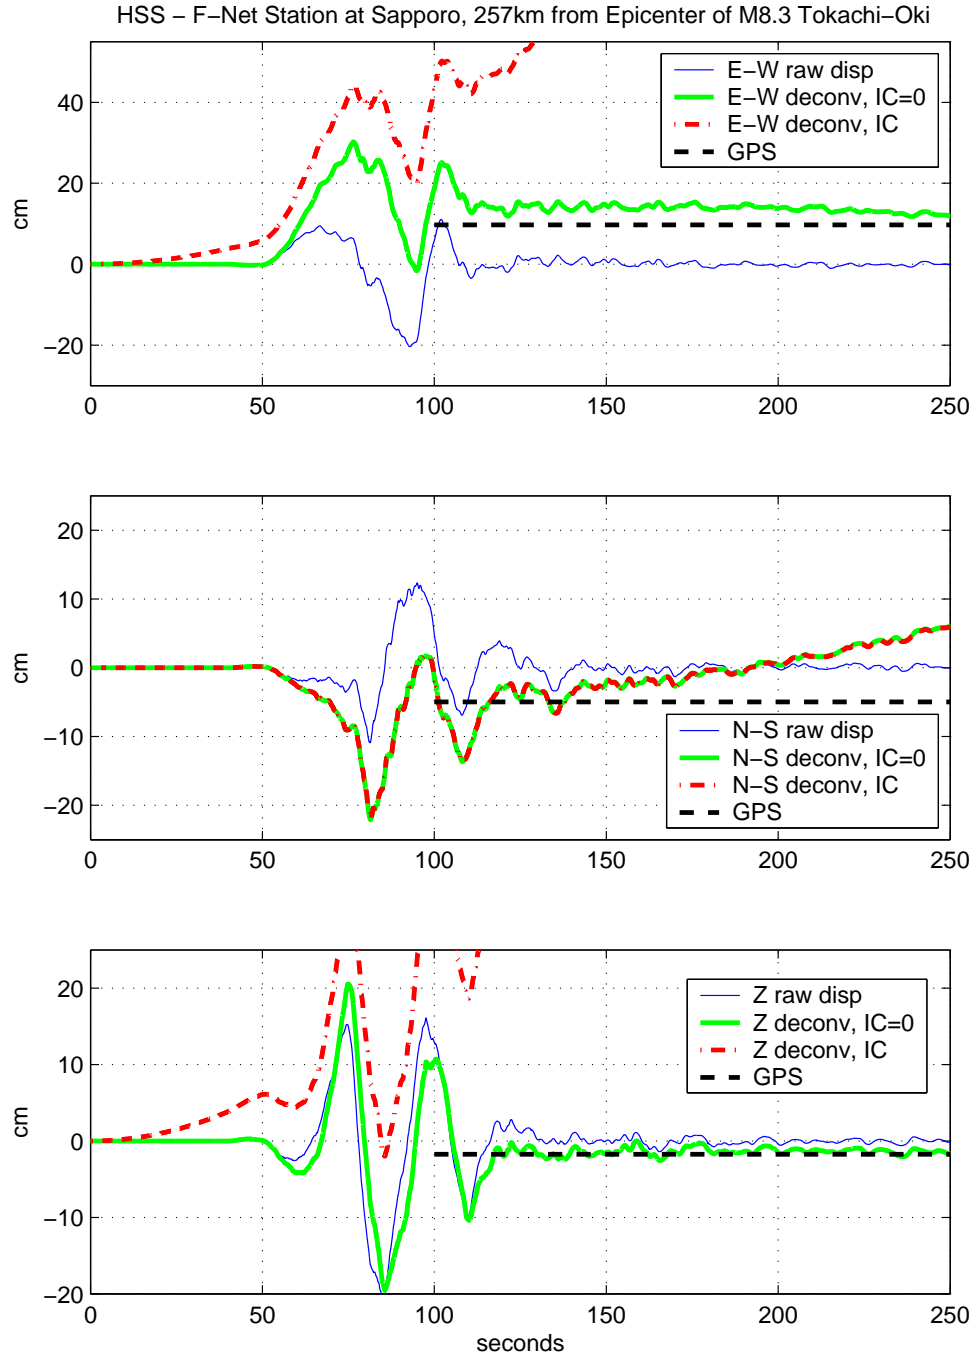 HSS − F−Net Station at Sapporo, 257km from Epicenter of M8.3 Tokachi−Oki
E−W raw disp
E−W deconv, IC=0
E−W deconv, IC
GPS
40
20
0
−20
cm
0 50 100 150 200 250
20
10
0
−10
−20
cm
N−S raw disp
N−S deconv, IC=0
N−S deconv, IC
GPS
0 50 100 150 200 250
Z raw disp
Z deconv, IC=0
Z deconv, IC
GPS
20
10
0
−10
−20
cm
0 50 100 150 200 250
seconds